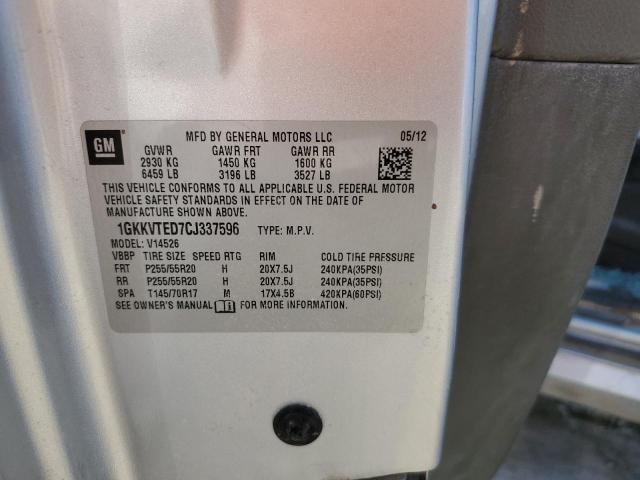 GM
MFD BY GENERAL MOTORS LLC 05/12
GVWR GAWR FRT GAWR RR
2930 KG 1450 KG 1600 KG
6459 LB 3196 LB 3527 LB
THIS VEHICLE CONFORMS TO ALL APPLICABLE U.S. FEDERAL MOTOR
VEHICLE SAFETY STANDARDS IN EFFECT ON THE DATE OF
MANUFACTURE SHOWN ABOVE.
1GKKVTED7CJ337596 TYPE: M.P.V.
MODEL: V14526
VBBP TIRE SIZE SPEED RTG RIM COLD TIRE PRESSURE
FRT P255/55R20 H 20X7.5J 240KPA(35PSI)
RR P255/55R20 H 20X7.5J 240KPA(35PSI)
SPA T145/70R17 M 17X4.5B 420KPA(60PSI)
SEE OWNER'S MANUAL FOR MORE INFORMATION.